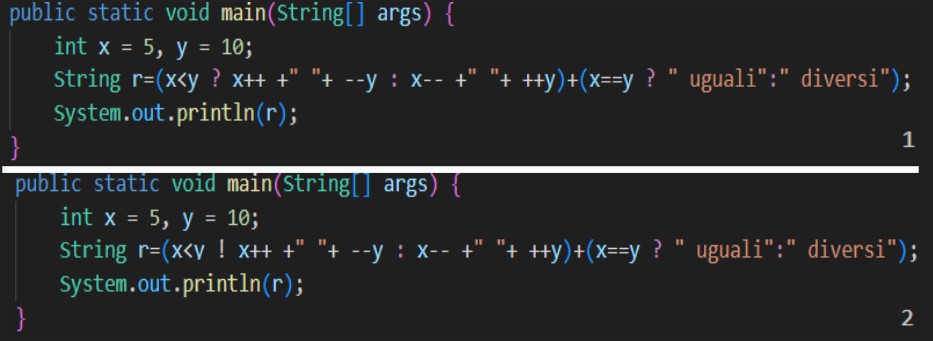 public static void main(String[] args) {
int x = 5, y = 10;
String r=(x<y ? x++ +" "+ --y : x-- +" "+ ++y)+(x==y ? " uguali":" diversi");
System.out.println(r);
}
1
public static void main(String[] args) {
int x = 5, y = 10;
String r=(x<y ! x++ +" "+ --y : x-- +" "+ ++y)+(x==y ? " uguali":" diversi");
System.out.println(r);
}
2